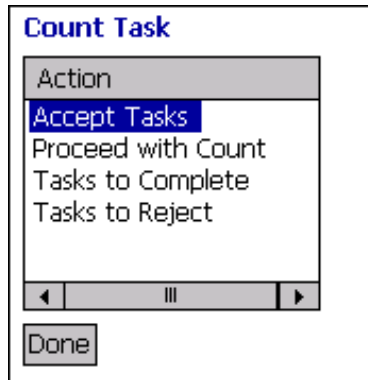 Count Task
Action
Accept Tasks
Proceed with Count
Tasks to Complete
Tasks to Reject
Done